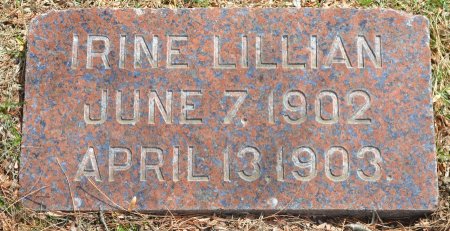 IRINE LILLIAN
JUNE 7, 1902
APRIL 13, 1903.